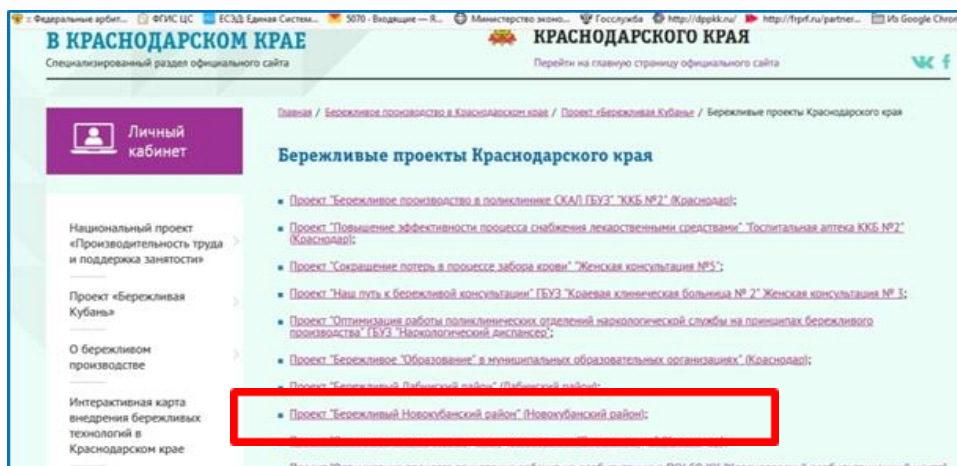 : Федеральные арбит... ФГИС ЦС ЕСЭД Единая Систем... 5070 - Входящие — Я... Министерство эконо... Госслужба http://dppkk.ru/ http://frprf.ru/partner... Из Google Chrom
В КРАСНОДАРСКОМ КРАЕ
Специализированный раздел официального сайта
КРАСНОДАРСКОГО КРАЯ
Перейти на главную страницу официального сайта
Личный
кабинет
Национальный проект
«Производительность труда
и поддержка занятости»
Проект «Бережливая
Кубань»
О бережливом
производстве
Интерактивная карта
внедрения бережливых
технологий в
Краснодарском крае
Главная / Бережливое производство в Краснодарском крае / Проект «Бережливая Кубань» / Бережливые проекты Краснодарского края
Бережливые проекты Краснодарского края
Проект "Бережливое производство в поликлинике СКАЛ ГБУЗ" "ККБ №2" (Краснодар);
Проект "Повышение эффективности процесса снабжения лекарственными средствами" "Госпитальная аптека ККБ №2"
(Краснодар);
Проект "Сокращение потерь в процессе забора крови" "Женская консультация №5";
Проект "Наш путь к бережливой консультации" ГБУЗ "Краевая клиническая больница № 2" Женская консультация № 3;
Проект "Оптимизация работы поликлинических отделений наркологической службы на принципах бережливого
производства" ГБУЗ "Наркологический диспансер";
Проект "Бережливое "Образование" в муниципальных образовательных организациях" (Краснодар);
Проект "Бережливый Лабинский район" (Лабинский район);
Проект "Бережливый Новокубанский район" (Новокубанский район);